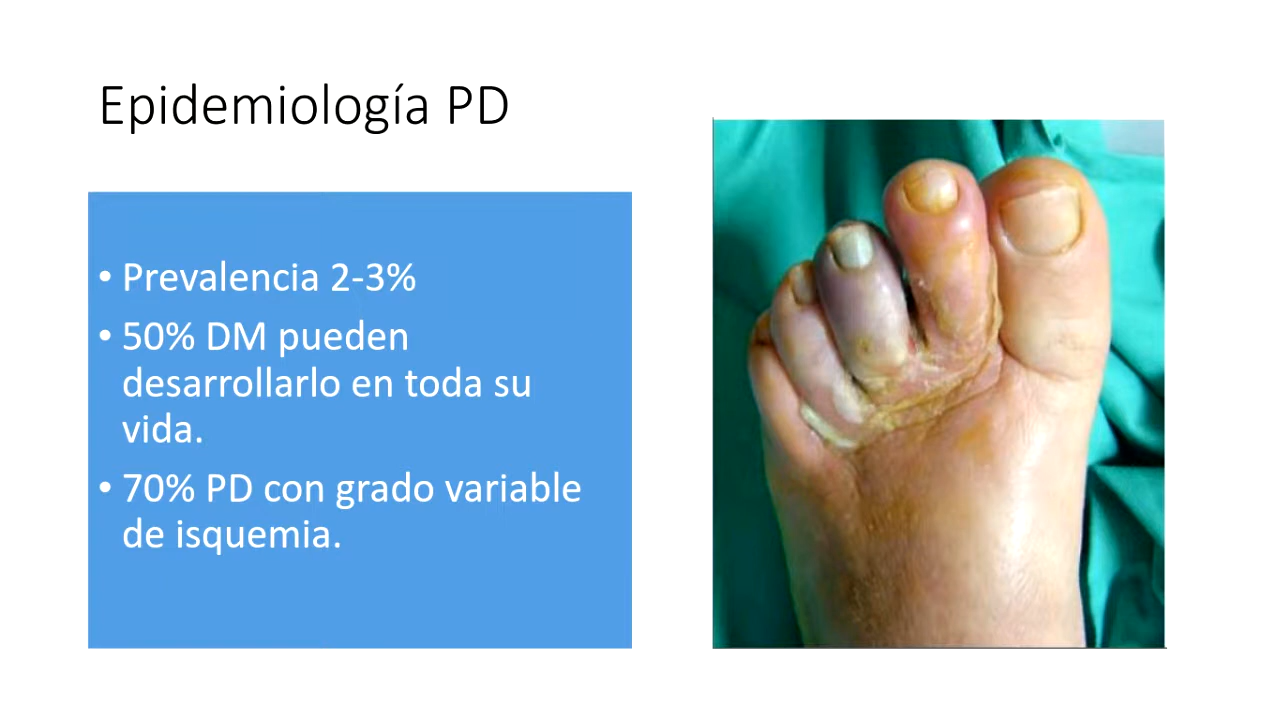 Epidemiología PD
• Prevalencia 2-3%
• 50% DM pueden
desarrollarlo en toda su
vida.
• 70% PD con grado variable
de isquemia.